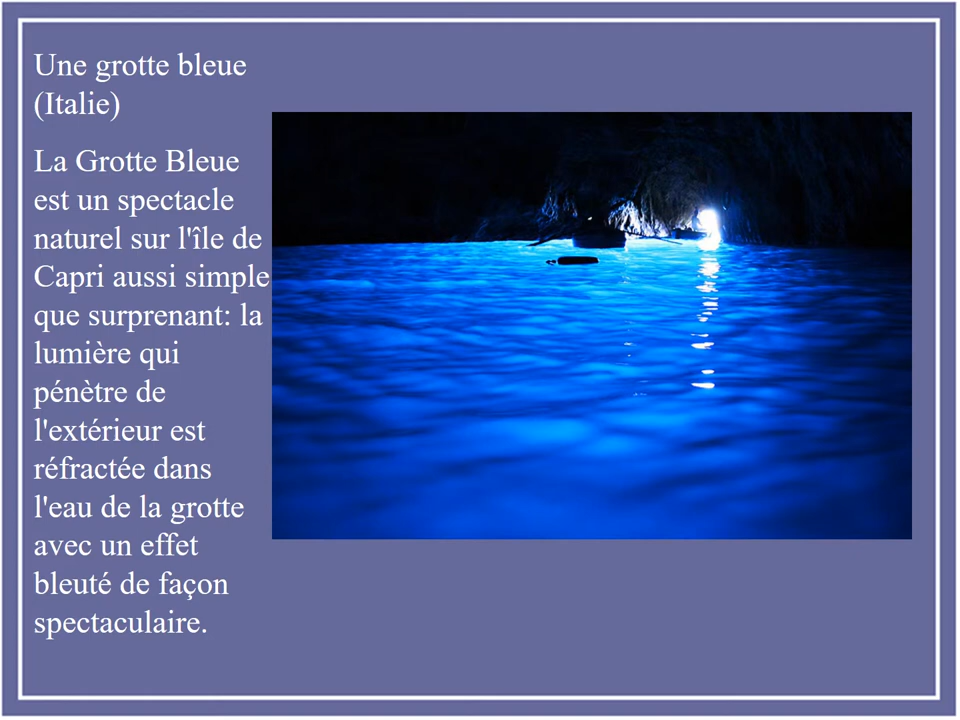 Une grotte bleue
(Italie)
La Grotte Bleue
est un spectacle
naturel sur l'île de
Capri aussi simple
que surprenant: la
lumière qui
pénètre de
l'extérieur est
réfractée dans
l'eau de la grotte
avec un effet
bleuté de façon
spectaculaire.